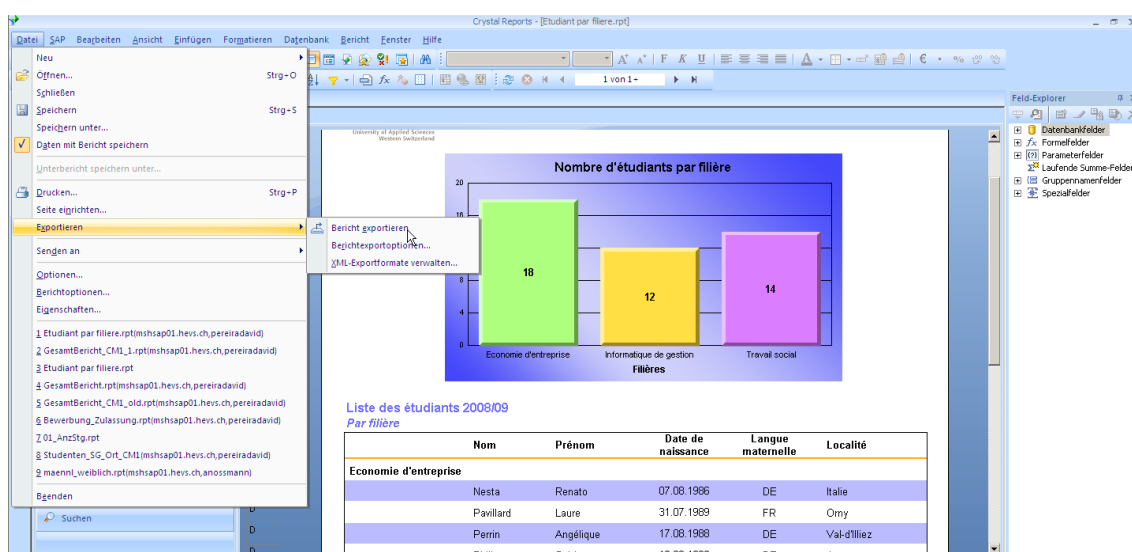 Crystal Reports - [Etudiant par filiere.rpt]
Datei SAP Bearbeiten Ansicht Einfügen Formatieren Datenbank Bericht Fenster Hilfe
Neu
Öffnen... Strg+O
Schließen
Speichern Strg+S
Speichern unter...
Daten mit Bericht speichern
Unterbericht speichern unter...
Drucken... Strg+P
Seite einrichten...
Exportieren
Senden an
Optionen...
Berichtoptionen...
Eigenschaften...
1 Etudiant par filiere.rpt(mshsap01.hevs.ch,pereiradavid)
2 GesamtBericht_CM1_1.rpt(mshsap01.hevs.ch,pereiradavid)
3 Etudiant par filiere.rpt
4 GesamtBericht.rpt(mshsap01.hevs.ch,pereiradavid)
5 GesamtBericht_CM1_old.rpt(mshsap01.hevs.ch,pereiradavid)
6 Bewerbung_Zulassung.rpt(mshsap01.hevs.ch,pereiradavid)
7 01_AnzStg.rpt
8 Studenten_SG_Ort_CM1(mshsap01.hevs.ch,pereiradavid)
9 maennl_weiblich.rpt(mshsap01.hevs.ch,anossmann)
Beenden
Suchen
D
D
D
Bericht exportieren
Berichtexportoptionen...
XML-Exportformate verwalten...
F K U
€ %
1 von 1+
University of Applied Sciences
Western Switzerland
Nombre d'étudiants par filière
20
16
8
4
0
18
12
14
Economie d'entreprise
Informatique de gestion
Travail social
Filières
Liste des étudiants 2008/09
Par filière
Nom Prénom Date de naissance Langue maternelle Localité
Economie d'entreprise
Nesta Renato 07.08.1986 DE Italie
Pavillard Laure 31.07.1989 FR Orny
Perrin Angélique 17.08.1988 DE Val-d'Illiez
Feld-Explorer
Datenbankfelder
Formelfelder
Parameterfelder
Laufende Summe-Felder
Gruppennamenfelder
Spezialfelder